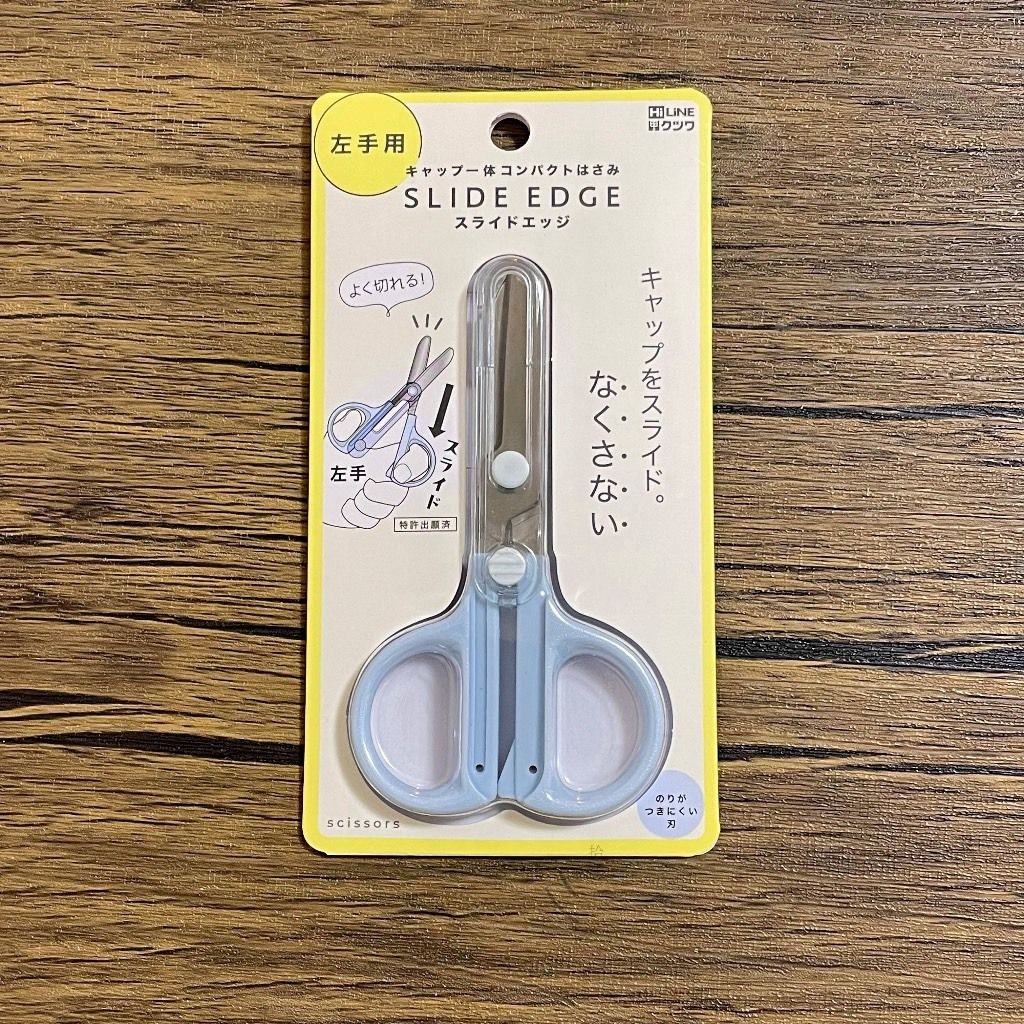 左手用
Hi LiNE
クツワ
キャップ一体コンパクトはさみ
SLIDE EDGE
スライドエッジ
よく切れる!
スライド
左手
特許出願済
キャップをスライド。
なくさない
scissors
のりが
つきにくい
刃